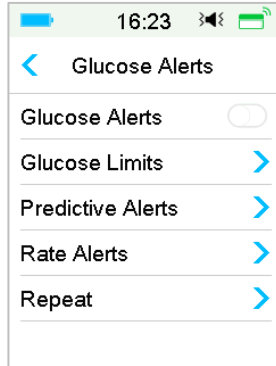 16:23
Glucose Alerts
Glucose Alerts
Glucose Limits
Predictive Alerts
Rate Alerts
Repeat